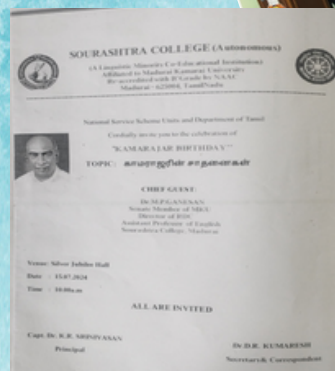 SOURASHTRA COLLEGE (Autonomous)
(A Linguistic Minority Co-Educational Institution)
Affiliated to Madurai Kamaraj University
Re-accredited with B Grade by NAAC
Madurai - 625004, TamilNadu
National Service Scheme Units and Department of Tamil
Cordially invite you to the celebration of
"KAMARAJAR BIRTHDAY"
TOPIC: காமராஜரின் சாதனைகள்
CHIEF GUEST:
Dr.M.P.GANESAN
Senate Member of MKU
Director of
Assistant Professor of English
Sourashtra College, Madurai
Venue: Silver Jubilee Hall
Date : 15.07.2024
Time : 10.00a.m
ALL ARE INVITED
Capt. Dr. K.R. SRINIVASAN
Principal
Dr.D.R. KUMARESH
Secretary& Correspondent